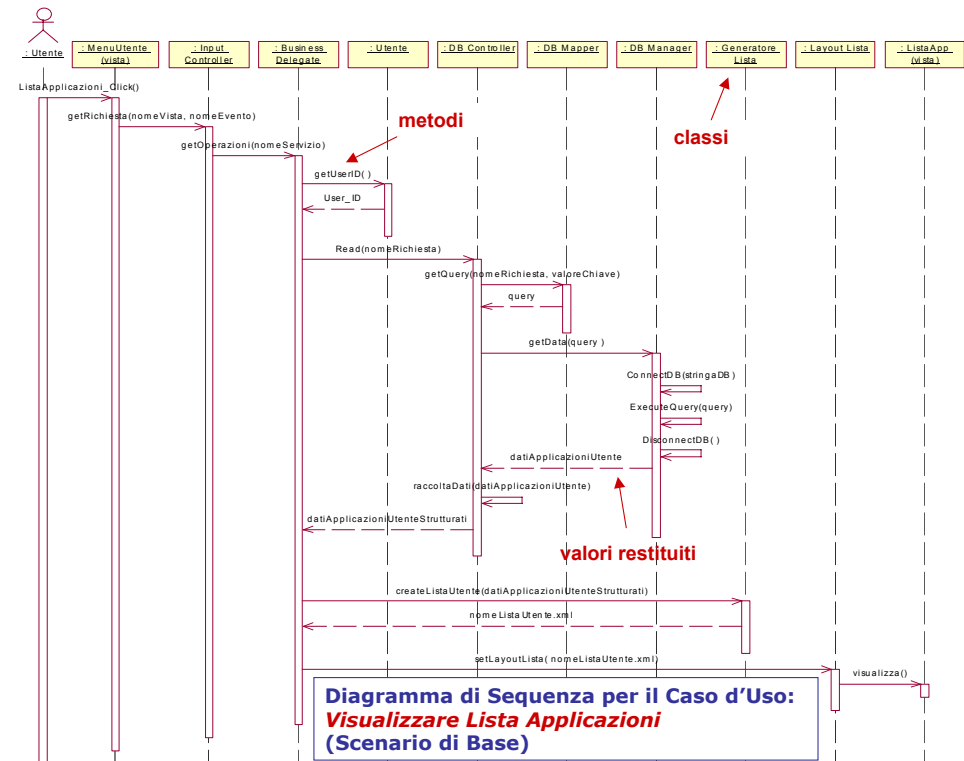 : Utente
: MenuUtente
(vista)
: Input
Controller
: Business
Delegate
: Utente
: DB Controller
: DB Mapper
: DB Manager
: Generatore
Lista
: Layout Lista
: ListaApp
(vista)
ListaApplicazioni_Click()
getRichiesta(nomeVista, nomeEvento)
metodi
classi
getOperazioni(nomeServizio)
getUserID( )
User_ID
Read(nomeRichiesta)
getQuery(nomeRichiesta, valoreChiave)
query
getData(query )
ConnectDB(stringaDB)
ExecuteQuery(query)
DisconnectDB( )
datiApplicazioniUtente
raccoltaDati(datiApplicazioniUtente)
datiApplicazioniUtenteStrutturati
valori restituiti
createListaUtente(datiApplicazioniUtenteStrutturati)
nomeListaUtente.xml
setLayoutLista( nomeListaUtente.xml)
visualizza()
Diagramma di Sequenza per il Caso d'Uso:
Visualizzare Lista Applicazioni
(Scenario di Base)